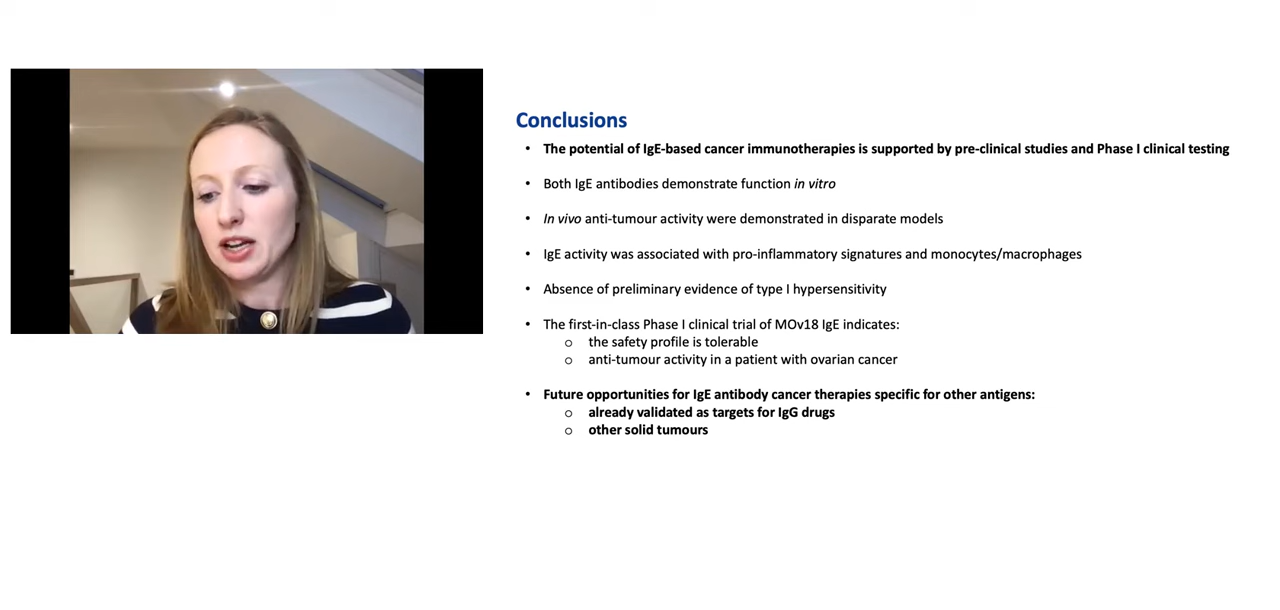 Conclusions
• The potential of IgE-based cancer immunotherapies is supported by pre-clinical studies and Phase I clinical testing
• Both IgE antibodies demonstrate function in vitro
• In vivo anti-tumour activity were demonstrated in disparate models
• IgE activity was associated with pro-inflammatory signatures and monocytes/macrophages
• Absence of preliminary evidence of type I hypersensitivity
• The first-in-class Phase I clinical trial of MOv18 IgE indicates:
o the safety profile is tolerable
o anti-tumour activity in a patient with ovarian cancer
• Future opportunities for IgE antibody cancer therapies specific for other antigens:
o already validated as targets for IgG drugs
o other solid tumours